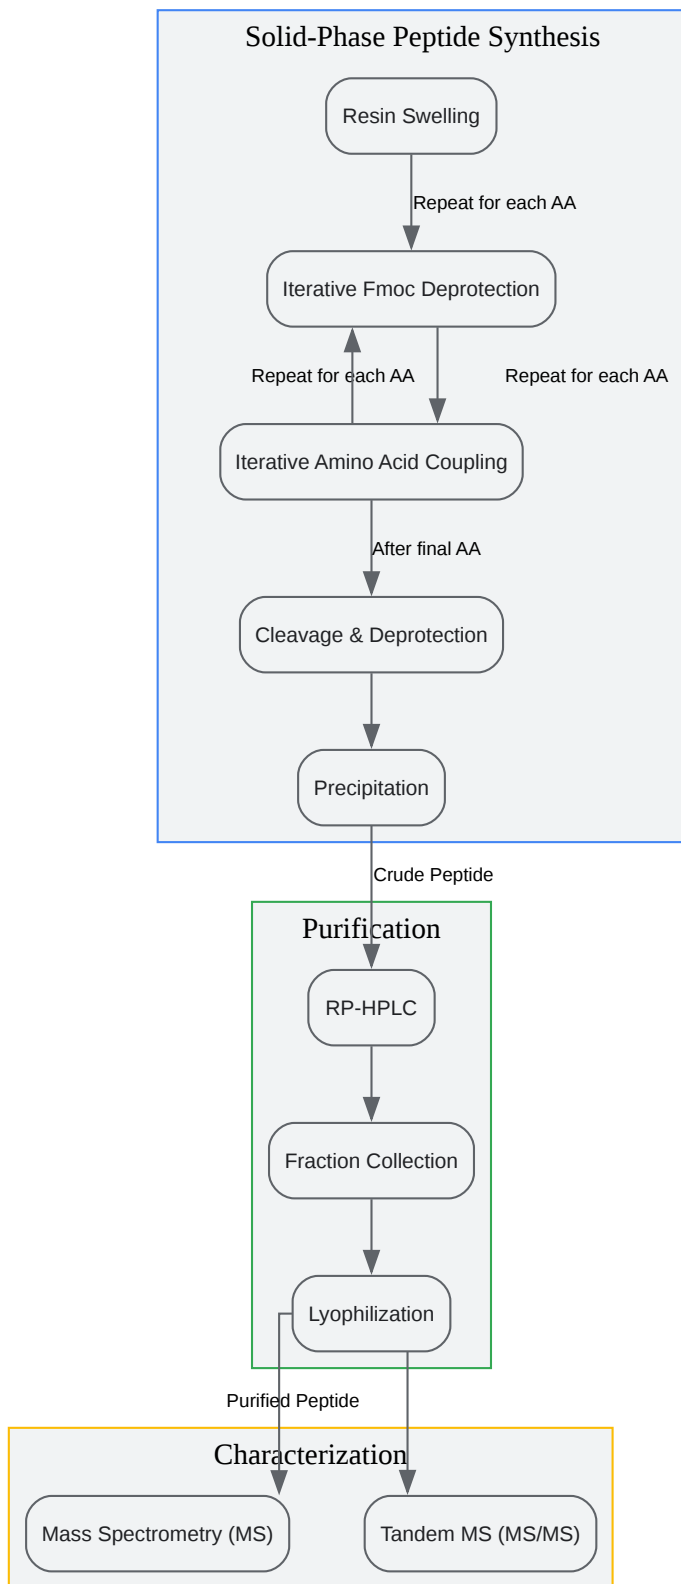 Solid-Phase Peptide Synthesis
Resin Swelling
Repeat for each AA
Iterative Fmoc Deprotection
Repeat for each AA
Repeat for each AA
Iterative Amino Acid Coupling
After final AA
Cleavage & Deprotection
Precipitation
Crude Peptide
Purification
RP-HPLC
Fraction Collection
Lyophilization
Purified Peptide
Characterization
Mass Spectrometry (MS)
Tandem MS (MS/MS)